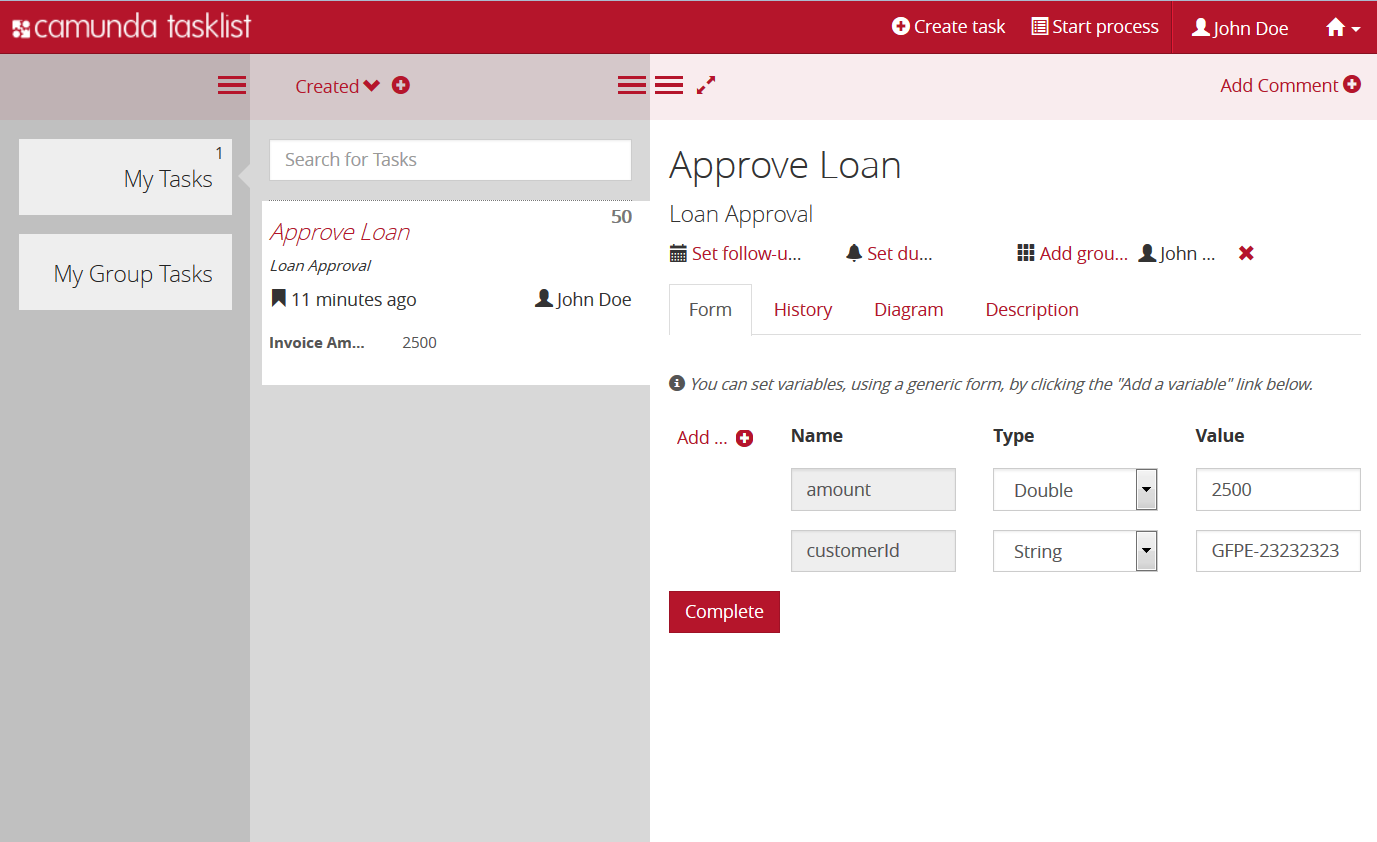 camunda tasklist
Create task
Start process
John Doe
Created
Add Comment
1
My Tasks
My Group Tasks
Search for Tasks
50
Approve Loan
Loan Approval
11 minutes ago
John Doe
Invoice Am... 2500
Approve Loan
Loan Approval
Set follow-u...
Set du...
Add grou...
John ...
Form History Diagram Description
You can set variables, using a generic form, by clicking the "Add a variable" link below.
Add ... Name Type Value
amount Double 2500
customerId String GFPE-23232323
Complete